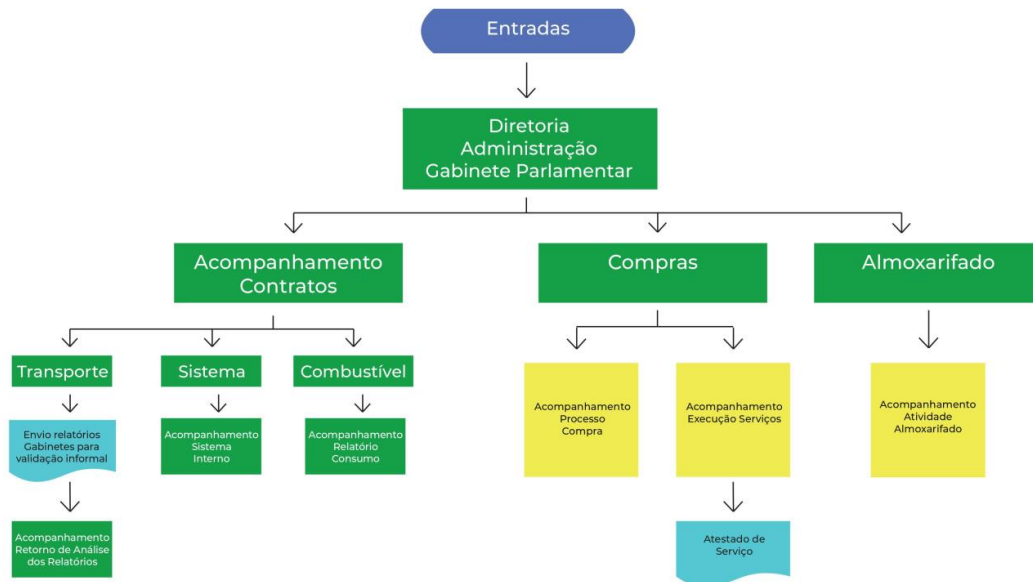 Entradas
Diretoria
Administração
Gabinete Parlamentar
Acompanhamento
Contratos
Compras
Almoxarifado
Transporte
Sistema
Combustível
Envio relatórios
Gabinetes para
validação informal
Acompanhamento
Sistema
Interno
Acompanhamento
Relatório
Consumo
Acompanhamento
Processo
Compra
Acompanhamento
Execução Serviços
Acompanhamento
Atividade
Almoxarifado
Acompanhamento
Retorno de Análise
dos Relatórios
Atestado de
Serviço